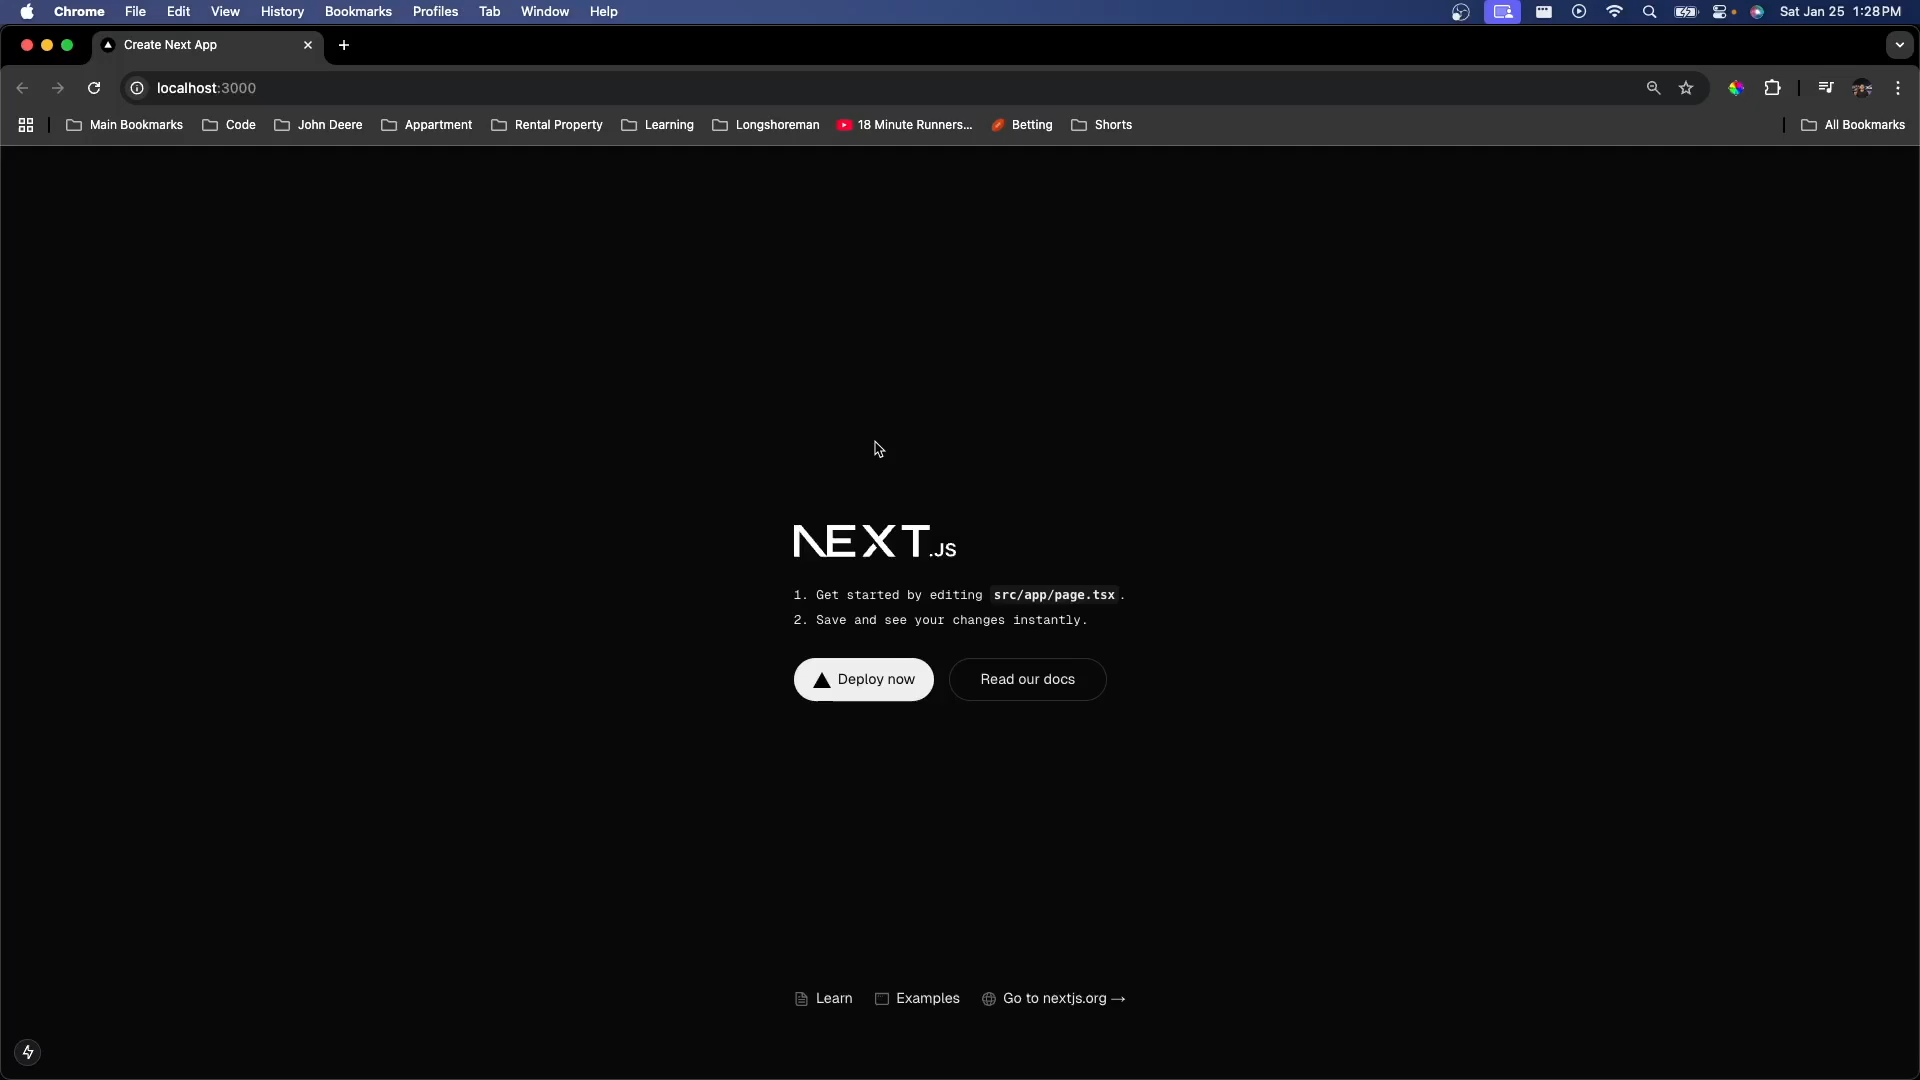 Chrome File Edit View History Bookmarks Profiles Tab Window Help Sat Jan 25 1:28 PM
Create Next App
localhost:3000
Main Bookmarks Code John Deere Appartment Rental Property Learning Longshoreman 18 Minute Runners... Betting Shorts All Bookmarks
NEXT.JS
1. Get started by editing src/app/page.tsx.
2. Save and see your changes instantly.
Deploy now Read our docs
Learn Examples Go to nextjs.org →